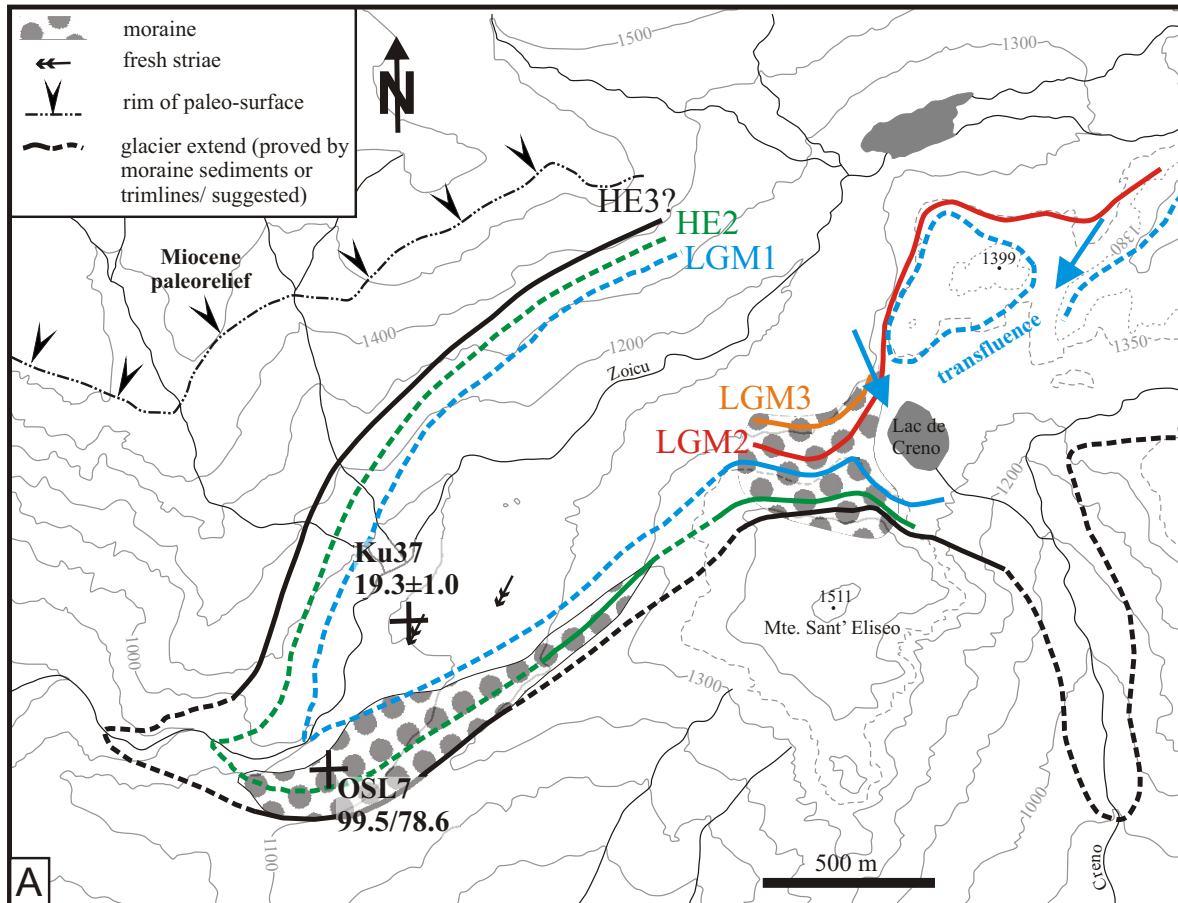 moraine
fresh striae
rim of paleo-surface
glacier extend (proved by
moraine sediments or
trimlines/ suggested)
N
1500
1300
HE3?
HE2
LGM1
Miocene
paleorelief
1380
1399
1400
1200
Zoicu
transfluence
1350
LGM3
LGM2
Lac de
Creno
1200
Ku37
19.3±1.0
1511
Mte. Sant' Eliseo
1000
1300
OSL7
99.5/78.6
1100
1000
500 m
Creno
A